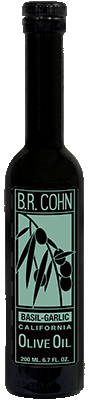 B.R. COHN
BASIL-GARLIC
CALIFORNIA
OLIVE OIL
200 ML. 6.7 FL. OZ.